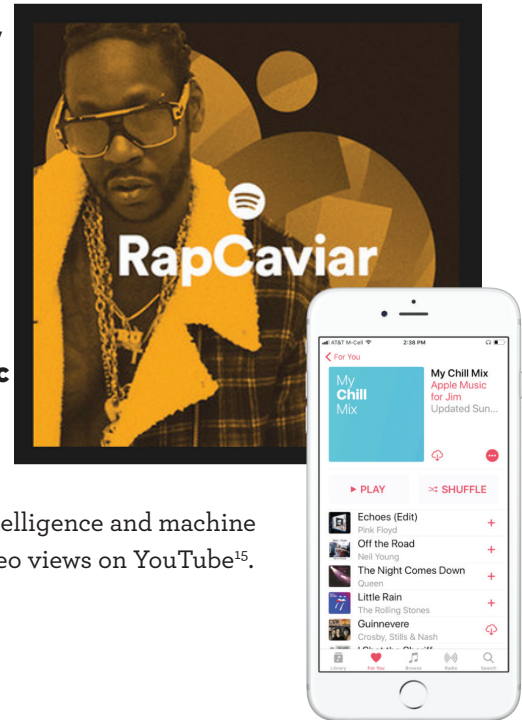 RapCaviar
c
AT&T M-Cell
2:38 PM
For You
My
Chill
Mix
My Chill Mix
Apple Music
for Jim
Updated Sun...
PLAY
SHUFFLE
Echoes (Edit)
Pink Floyd
Off the Road
Neil Young
The Night Comes Down
Queen
Little Rain
The Rolling Stones
Guinnevere
Crosby, Stills & Nash
Library
For You
Browse
Radio
Search
telligence and machine
eo views on YouTube¹⁵.